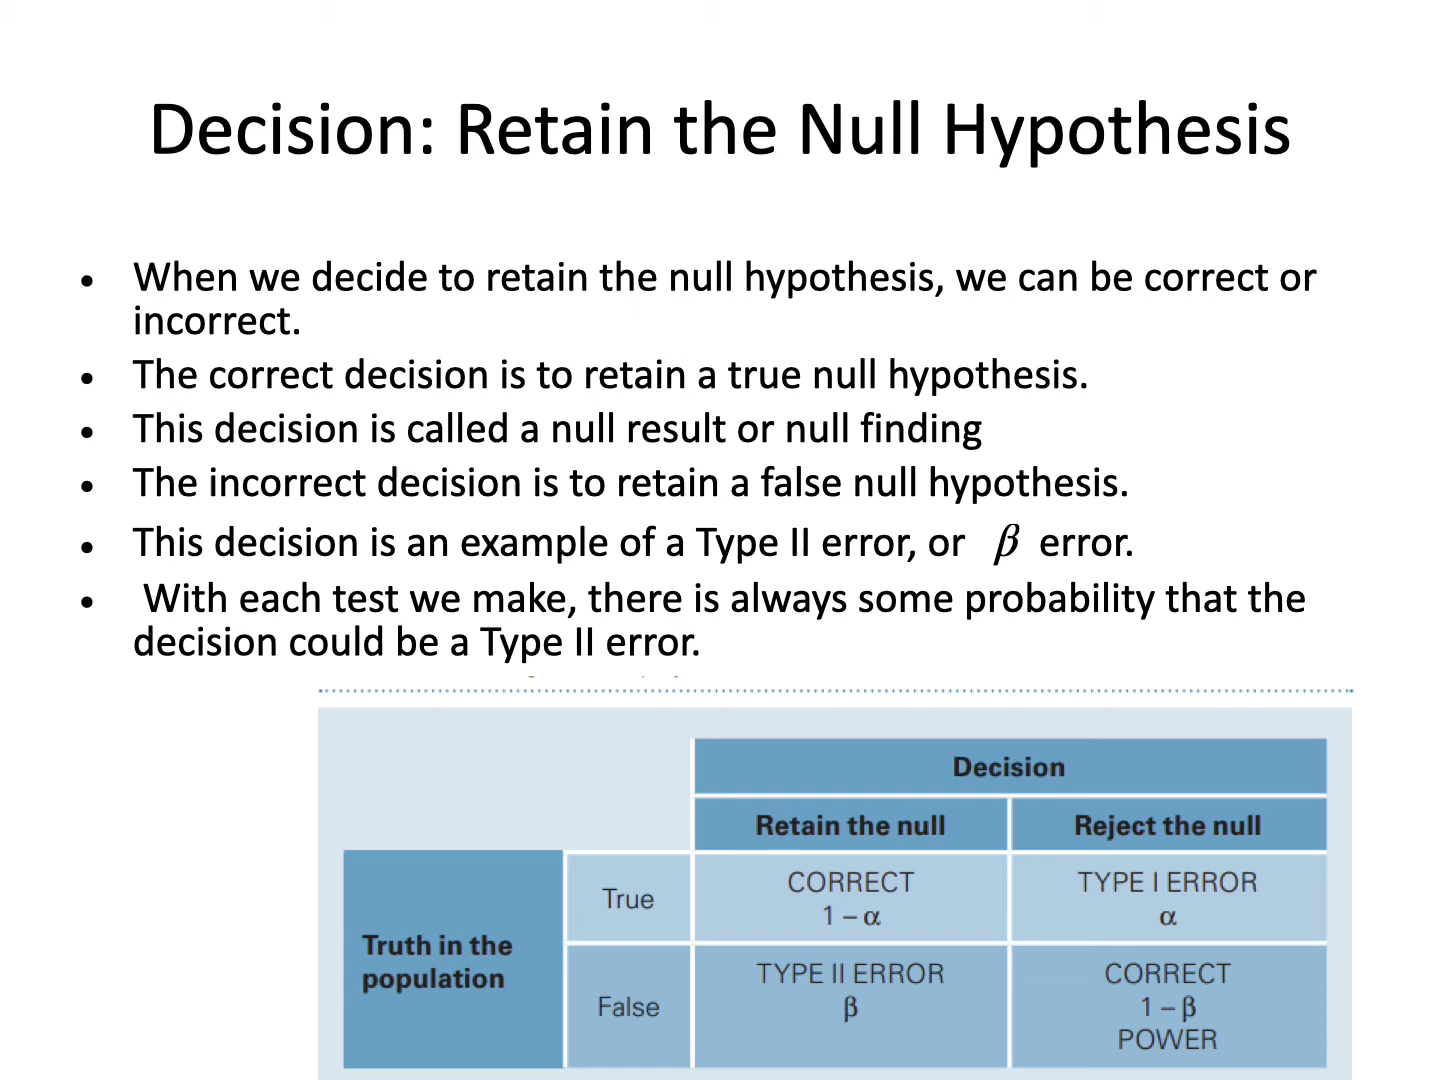 Decision: Retain the Null Hypothesis
• When we decide to retain the null hypothesis, we can be correct or
incorrect.
• The correct decision is to retain a true null hypothesis.
• This decision is called a null result or null finding
• The incorrect decision is to retain a false null hypothesis.
• This decision is an example of a Type II error, or β error.
• With each test we make, there is always some probability that the
decision could be a Type II error.
Decision
Retain the null Reject the null
Truth in the
population
True
CORRECT
1 – α
TYPE I ERROR
α
False
TYPE II ERROR
β
CORRECT
1 – β
POWER